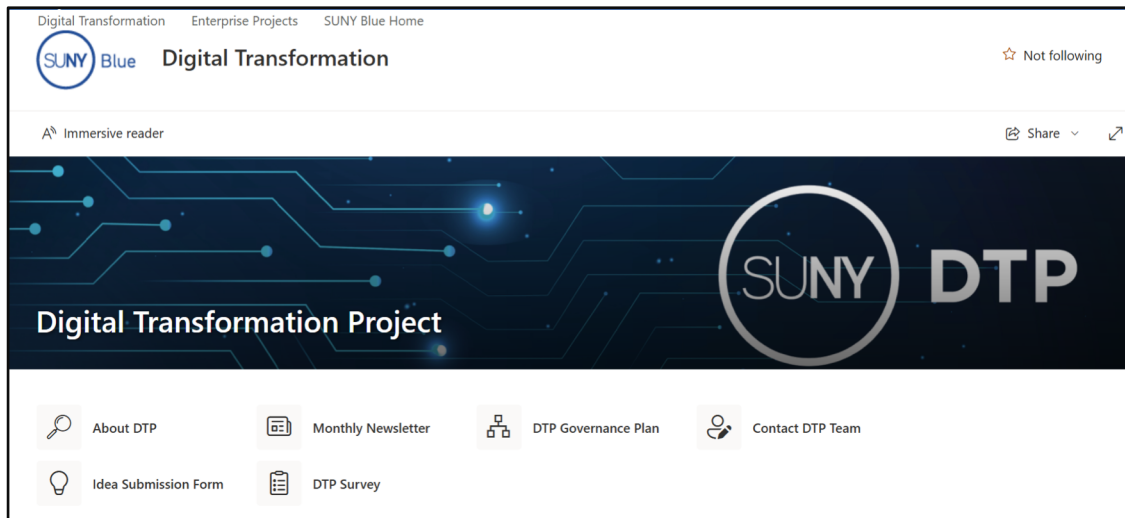 Digital Transformation Enterprise Projects SUNY Blue Home
SUNY Blue Digital Transformation
Not following
Immersive reader
Share
SUNY DTP
Digital Transformation Project
About DTP Monthly Newsletter DTP Governance Plan Contact DTP Team
Idea Submission Form DTP Survey